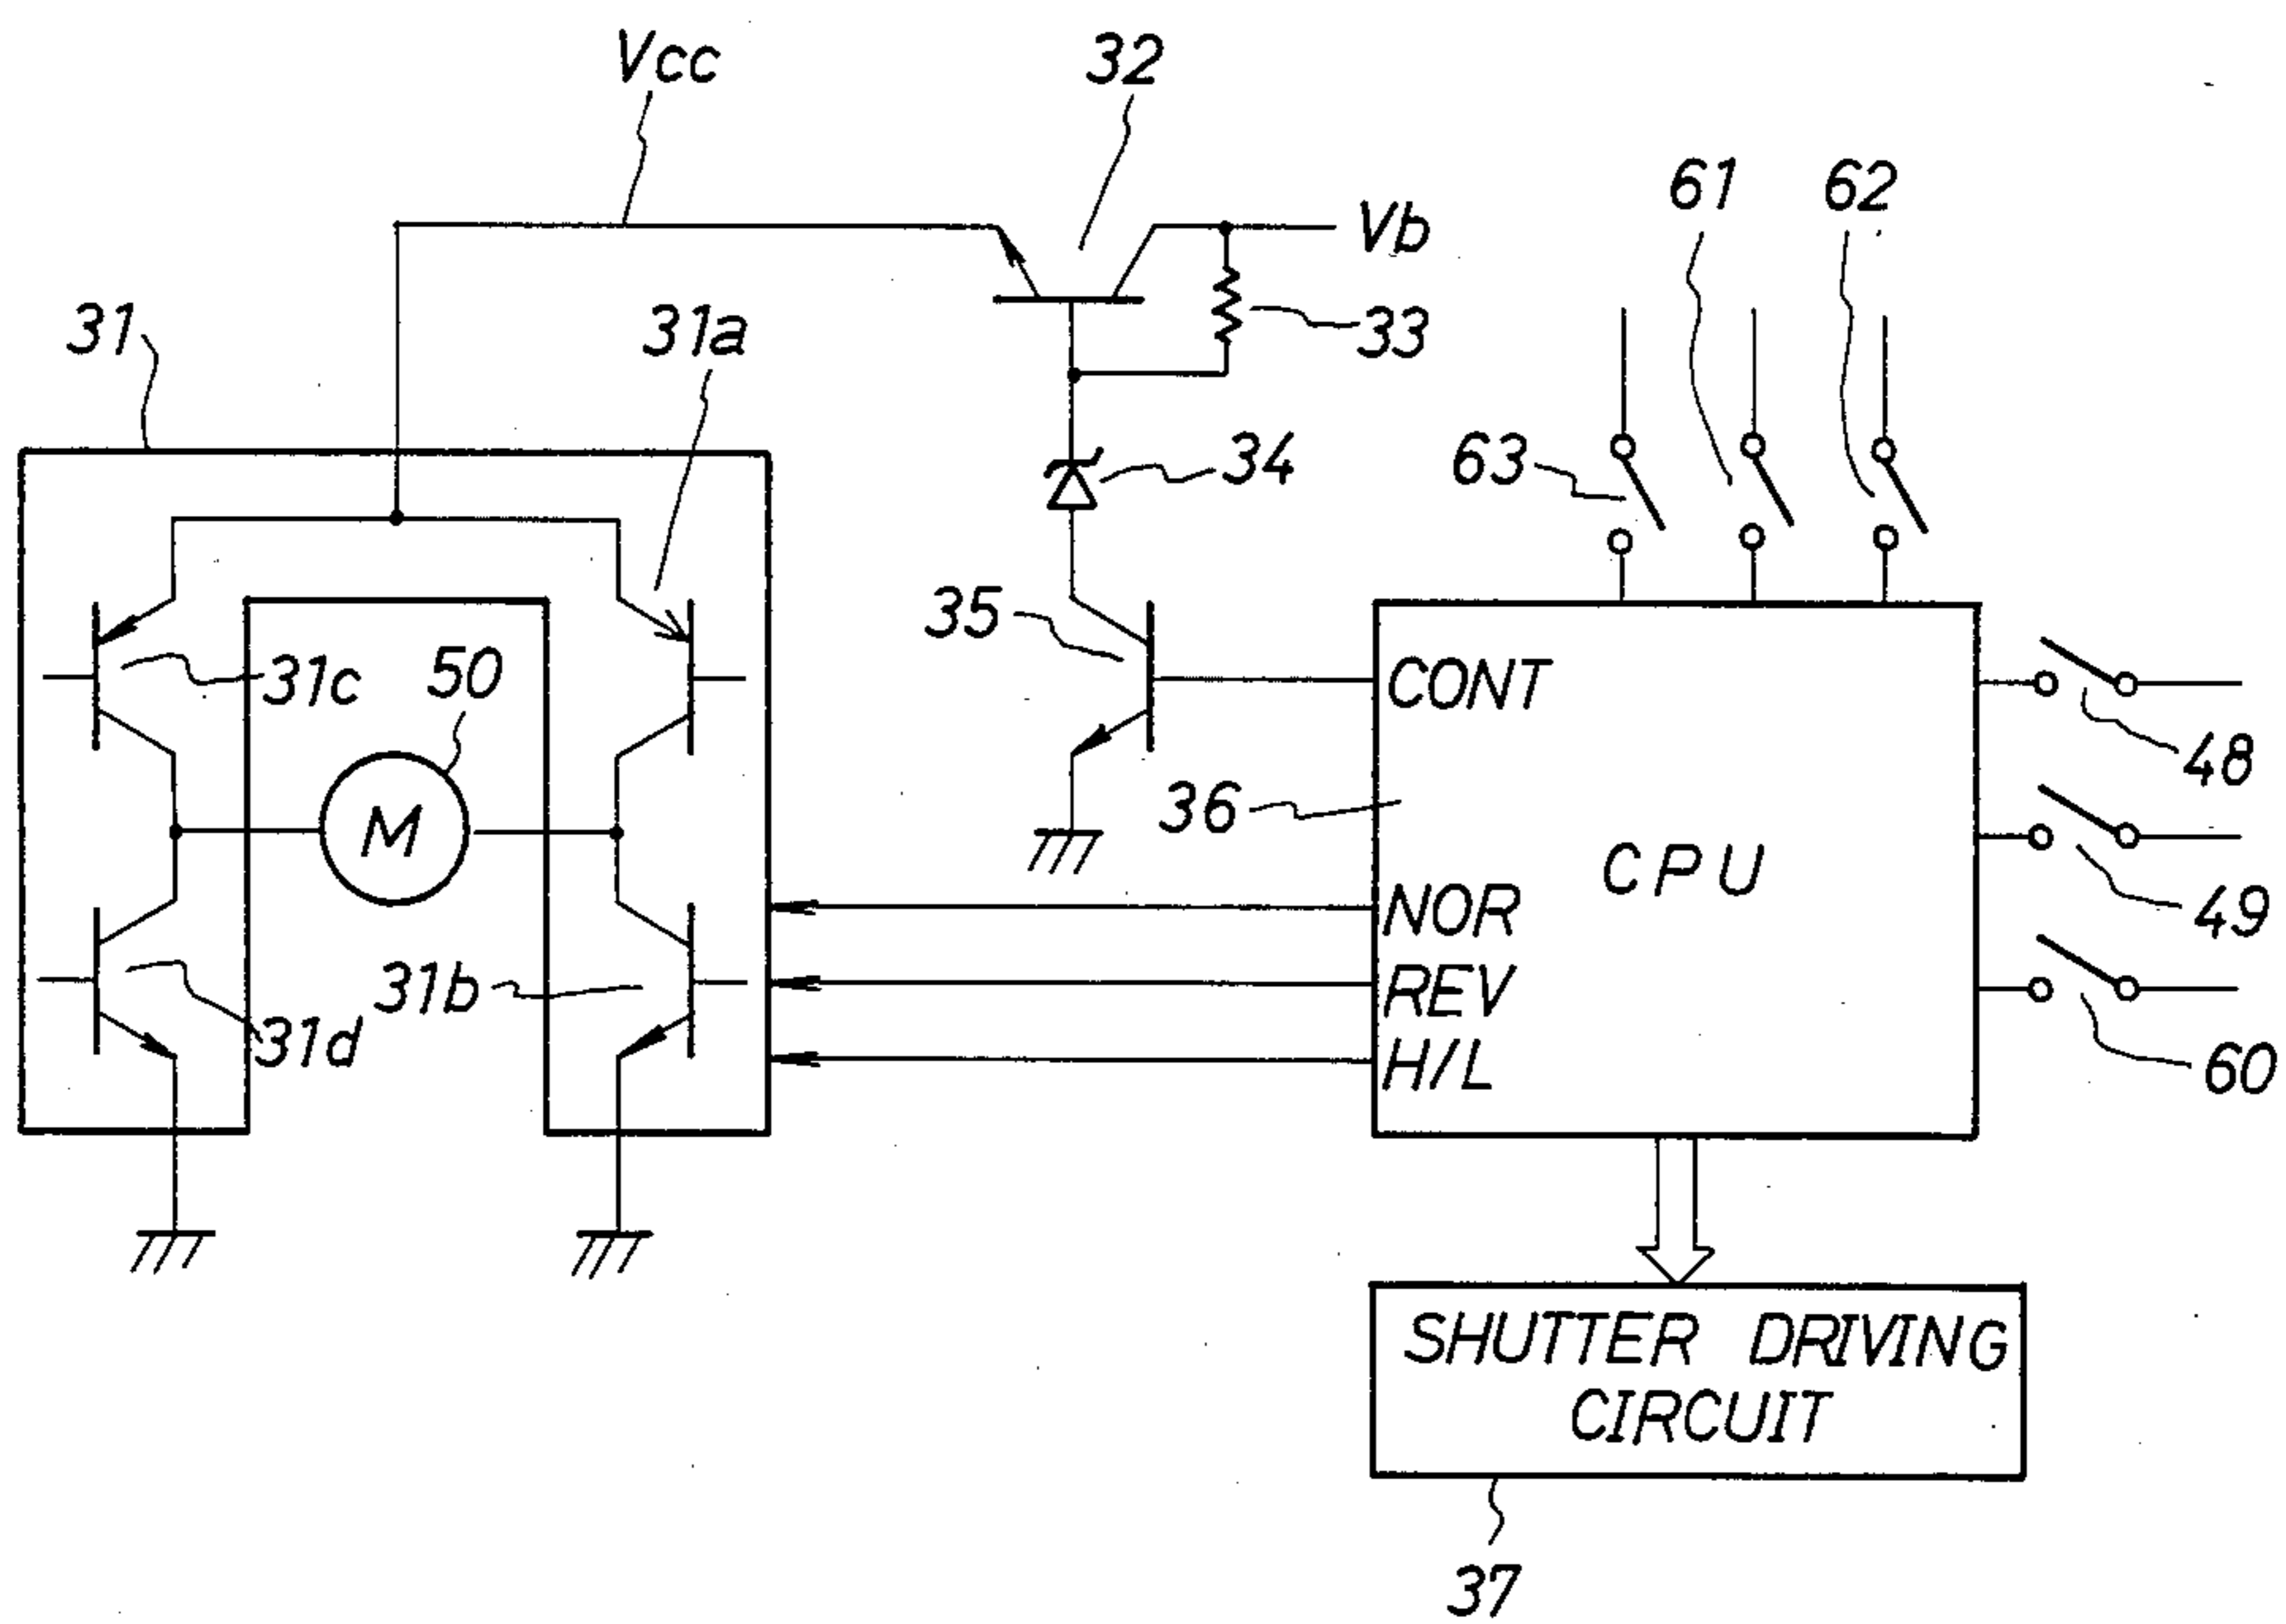 Vcc
32
61
62
Vb
31
31a
33
63
34
35
31c
50
CONT
48
M
36
CPU
NOR
49
31b
REV
31d
H/L
60
SHUTTER DRIVING
CIRCUIT
37